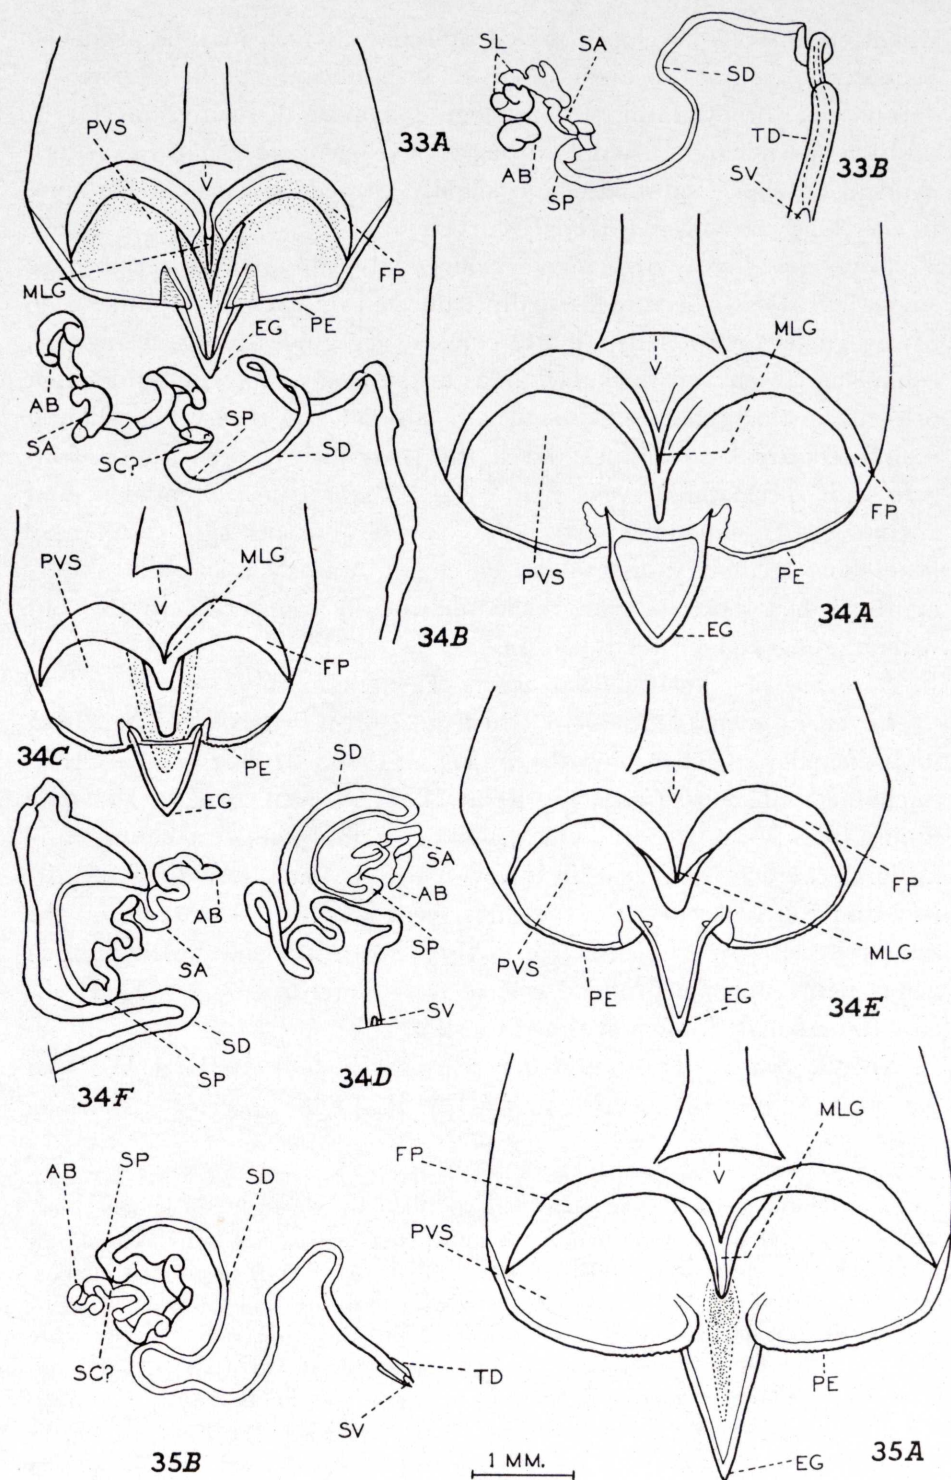 SL
SA
SD
PVS
33A
TD
33B
AB
SP
SV
MLG
FP
PE
EG
MLG
AB
SP
SA
SC?
SD
FP
PVS
MLG
PVS
PE
34A
34B
EG
FP
34C
PE
SD
EG
SA
AB
AB
FP
SA
SP
PVS
MLG
PE
EG
34E
SV
SD
SP
34D
34F
MLG
FP
AB
SP
SD
PVS
SC?
TD
PE
SV
35B
1 MM.
EG
35A